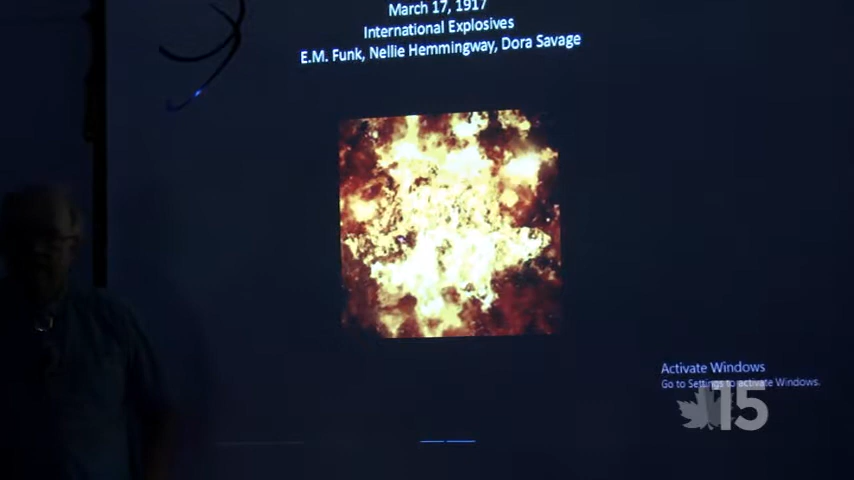 March 17, 1917
International Explosives
E.M. Funk, Nellie Hemmingway, Dora Savage
Activate Windows
Go to Settings to activate Windows.
15